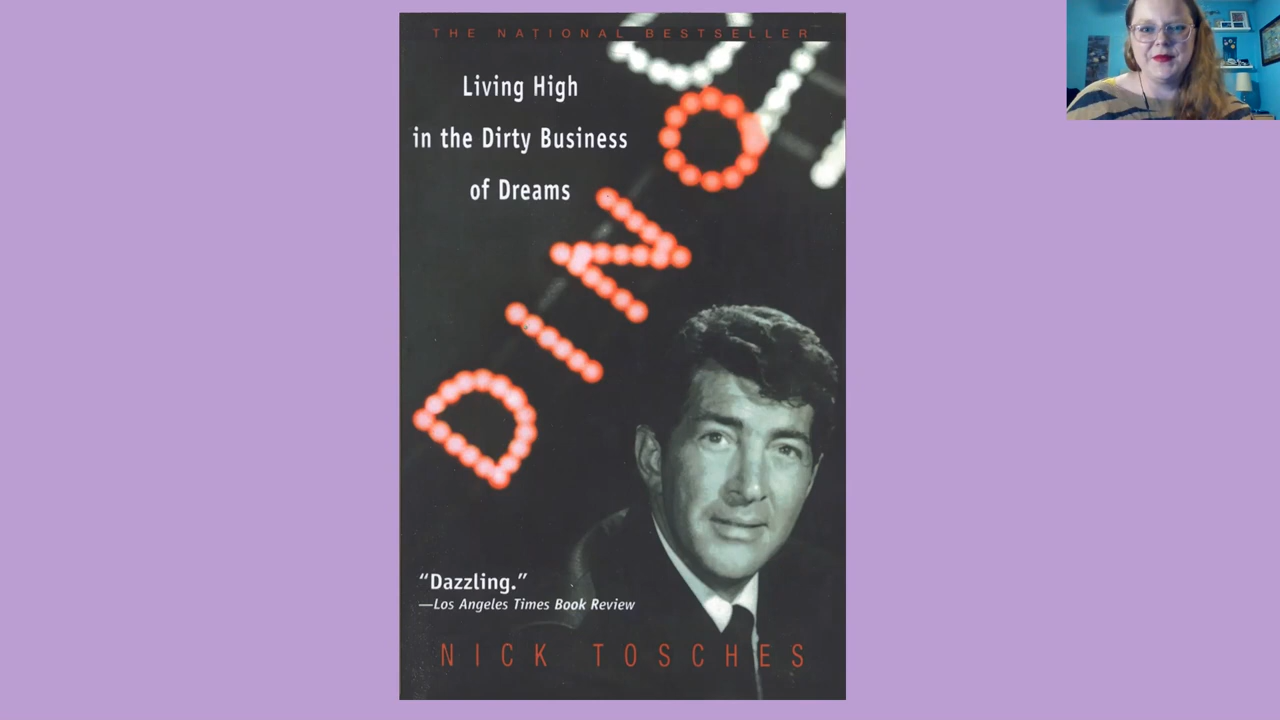 THE NATIONAL BESTSELLER
Living High
in the Dirty Business
of Dreams
DINO
“Dazzling.”
—Los Angeles Times Book Review
NICK TOSCHES